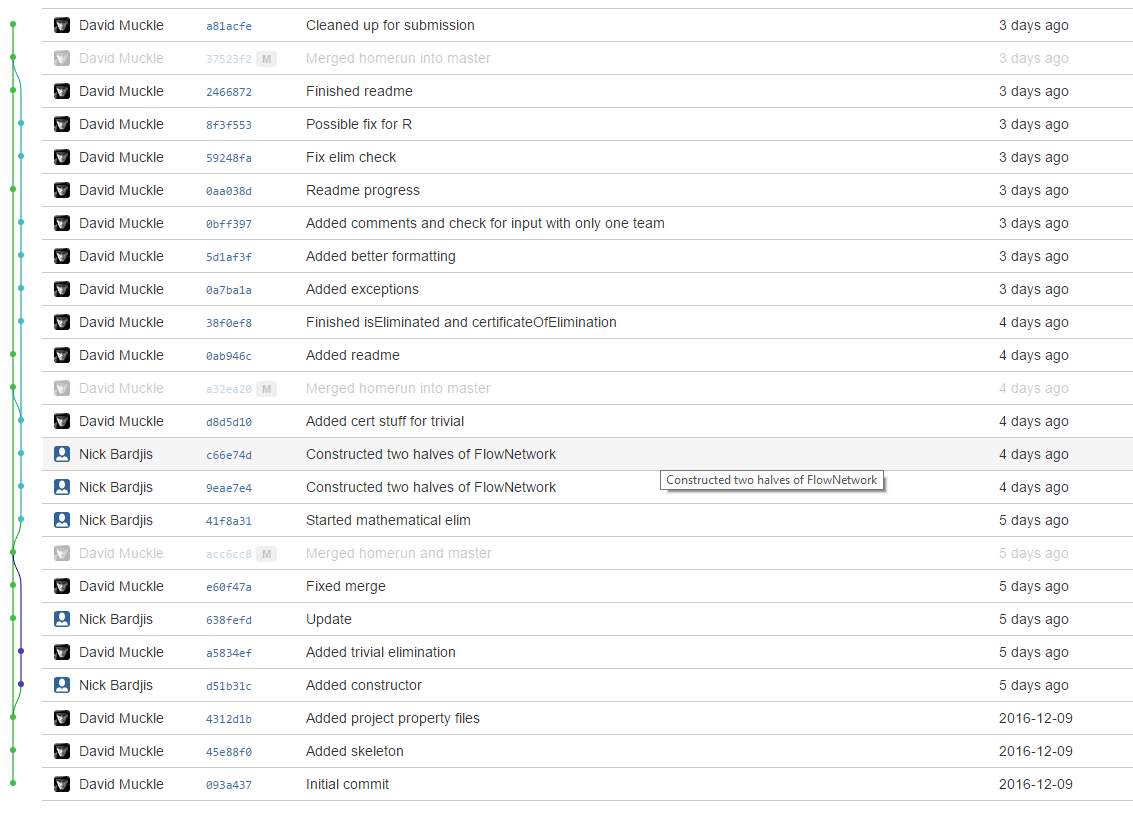 David Muckle a81acfe Cleaned up for submission 3 days ago
David Muckle 37523f2 M Merged homerun into master 3 days ago
David Muckle 2466872 Finished readme 3 days ago
David Muckle 8f3f553 Possible fix for R 3 days ago
David Muckle 59248fa Fix elim check 3 days ago
David Muckle 0aa038d Readme progress 3 days ago
David Muckle 0bff397 Added comments and check for input with only one team 3 days ago
David Muckle 5d1af3f Added better formatting 3 days ago
David Muckle 0a7ba1a Added exceptions 3 days ago
David Muckle 38f0ef8 Finished isEliminated and certificateOfElimination 4 days ago
David Muckle 0ab946c Added readme 4 days ago
David Muckle a32ea20 M Merged homerun into master 4 days ago
David Muckle d8d5d10 Added cert stuff for trivial 4 days ago
Nick Bardjis c66e74d Constructed two halves of FlowNetwork 4 days ago
Constructed two halves of FlowNetwork
Nick Bardjis 9eae7e4 Constructed two halves of FlowNetwork 4 days ago
Nick Bardjis 41f8a31 Started mathematical elim 5 days ago
David Muckle acc6cc8 M Merged homerun and master 5 days ago
David Muckle e60f47a Fixed merge 5 days ago
Nick Bardjis 638fefd Update 5 days ago
David Muckle a5834ef Added trivial elimination 5 days ago
Nick Bardjis d51b31c Added constructor 5 days ago
David Muckle 4312d1b Added project property files 2016-12-09
David Muckle 45e88f0 Added skeleton 2016-12-09
David Muckle 093a437 Initial commit 2016-12-09